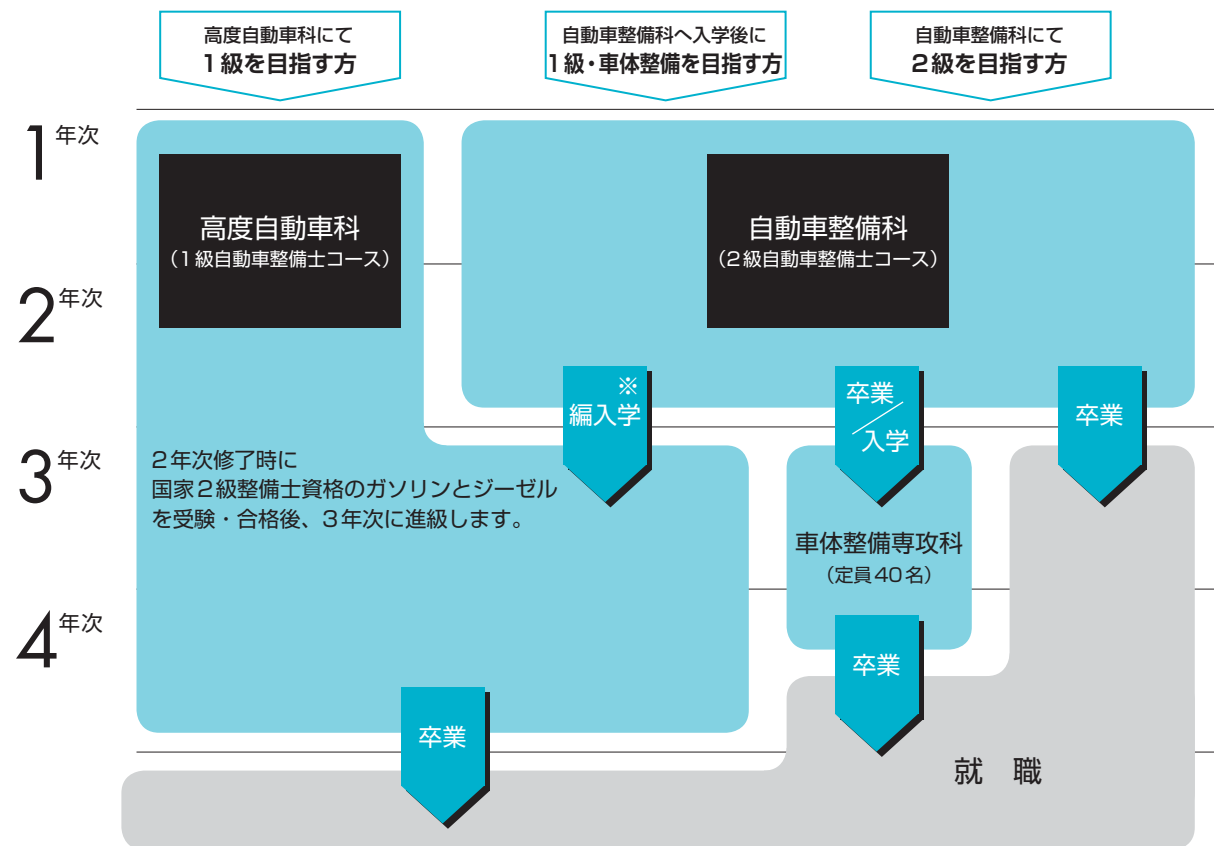 高度自動車科にて
1級を目指す方
自動車整備科へ入学後に
1級・車体整備を目指す方
自動車整備科にて
2級を目指す方
1年次
高度自動車科
（1級自動車整備士コース）
自動車整備科
（2級自動車整備士コース）
2年次
※
編入学
卒業
／
入学
卒業
3年次
2年次修了時に
国家2級整備士資格のガソリンとジーゼル
を受験・合格後、3年次に進級します。
車体整備専攻科
（定員40名）
4年次
卒業
卒業
就　職